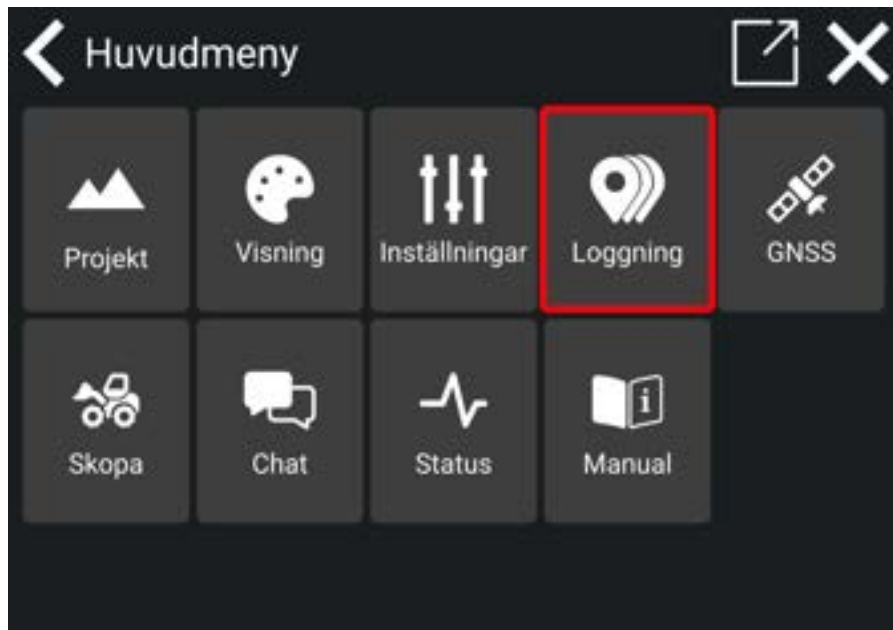 Huvudmeny
Projekt
Visning
Inställningar
Loggning
GNSS
Skopa
Chat
Status
i
Manual